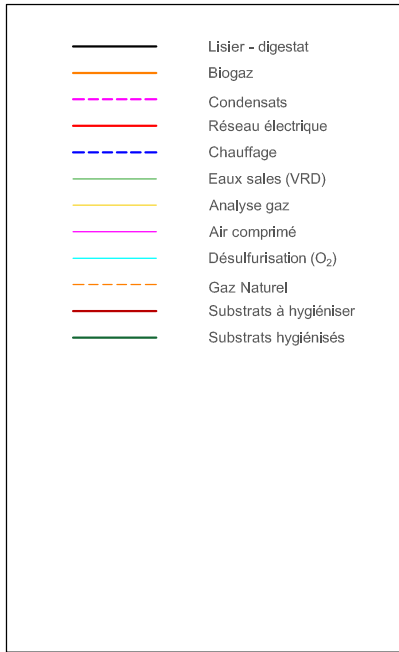 Lisier - digestat
Biogaz
Condensats
Réseau électrique
Chauffage
Eaux sales (VRD)
Analyse gaz
Air comprimé
Désulfurisation (O₂)
Gaz Naturel
Substrats à hygiéniser
Substrats hygiénisés